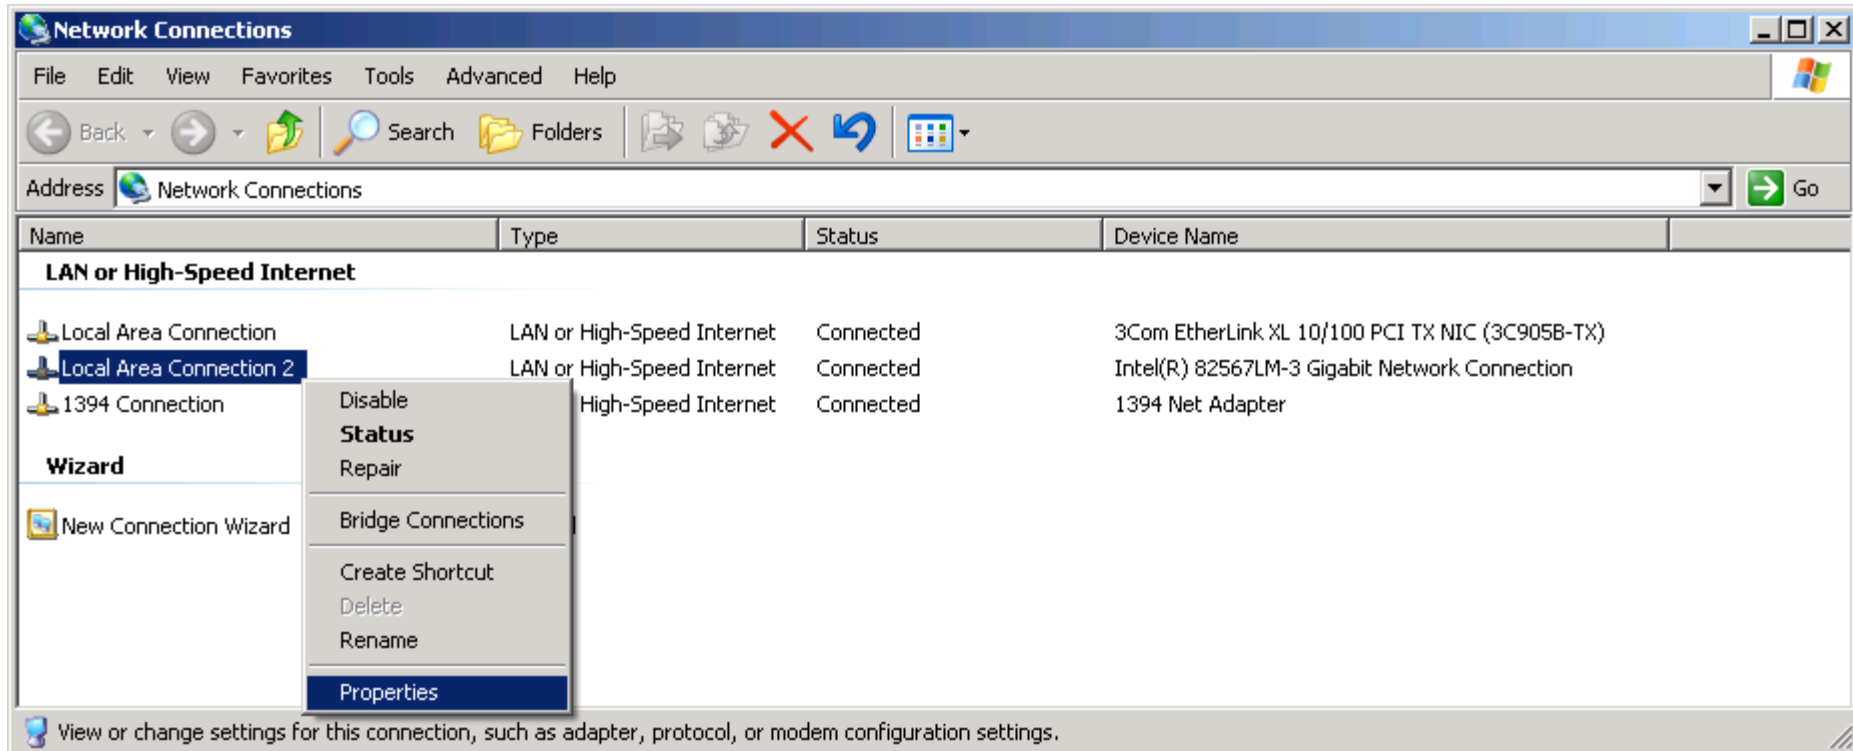 Network Connections
File Edit View Favorites Tools Advanced Help
Back Search Folders
Address Network Connections Go
Name Type Status Device Name
LAN or High-Speed Internet
Local Area Connection LAN or High-Speed Internet Connected 3Com EtherLink XL 10/100 PCI TX NIC (3C905B-TX)
Local Area Connection 2 LAN or High-Speed Internet Connected Intel(R) 82567LM-3 Gigabit Network Connection
1394 Connection High-Speed Internet Connected 1394 Net Adapter
Wizard
New Connection Wizard
Disable
Status
Repair
Bridge Connections
Create Shortcut
Delete
Rename
Properties
View or change settings for this connection, such as adapter, protocol, or modem configuration settings.